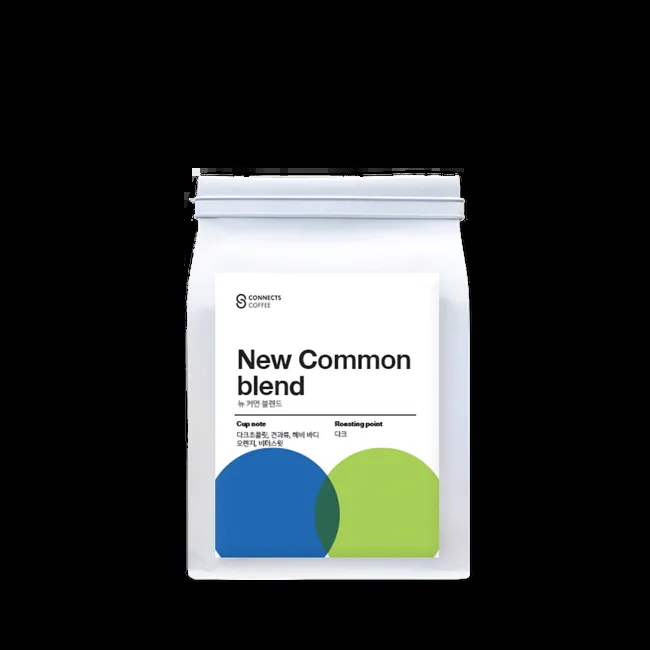 CONNECTS
COFFEE
New Common
blend
뉴 커먼 블렌드
Cup note
다크초콜릿, 견과류, 헤비 바디
오렌지, 비터스윗
Roasting point
다크